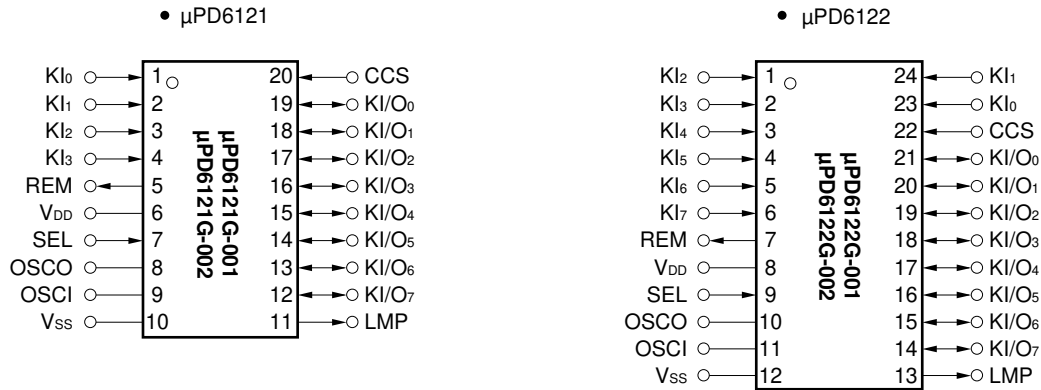 • μPD6121
KI0 1 20 CCS
KI1 2 19 KI/O0
KI2 3 18 KI/O1
KI3 4 17 KI/O2
REM 5 16 KI/O3
VDD 6 15 KI/O4
SEL 7 14 KI/O5
OSCO 8 13 KI/O6
OSCI 9 12 KI/O7
VSS 10 11 LMP
μPD6121G-001
μPD6121G-002
• μPD6122
KI2 1 24 KI1
KI3 2 23 KI0
KI4 3 22 CCS
KI5 4 21 KI/O0
KI6 5 20 KI/O1
KI7 6 19 KI/O2
REM 7 18 KI/O3
VDD 8 17 KI/O4
SEL 9 16 KI/O5
OSCO 10 15 KI/O6
OSCI 11 14 KI/O7
VSS 12 13 LMP
μPD6122G-001
μPD6122G-002